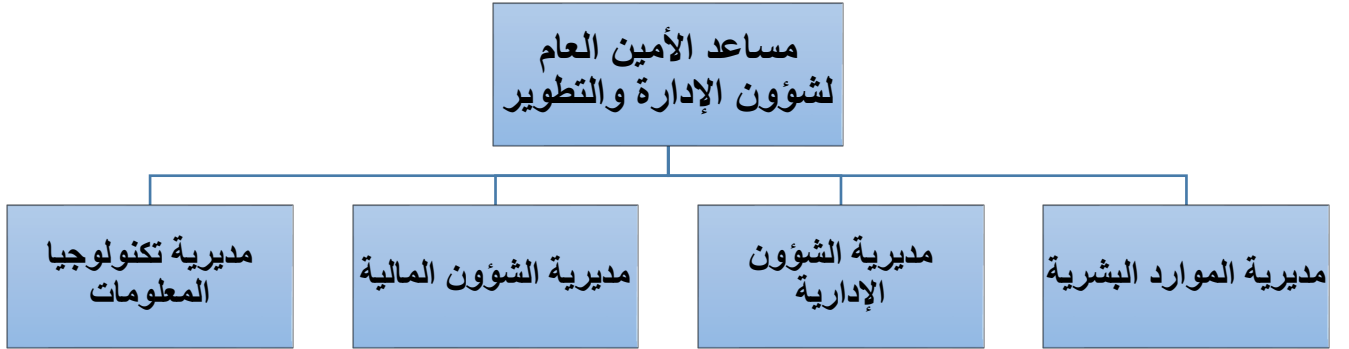 مساعد الأمين العام
لشؤون الإدارة والتطوير
مديرية الموارد البشرية
مديرية الشؤون
الإدارية
مديرية الشؤون المالية
مديرية تكنولوجيا
المعلومات